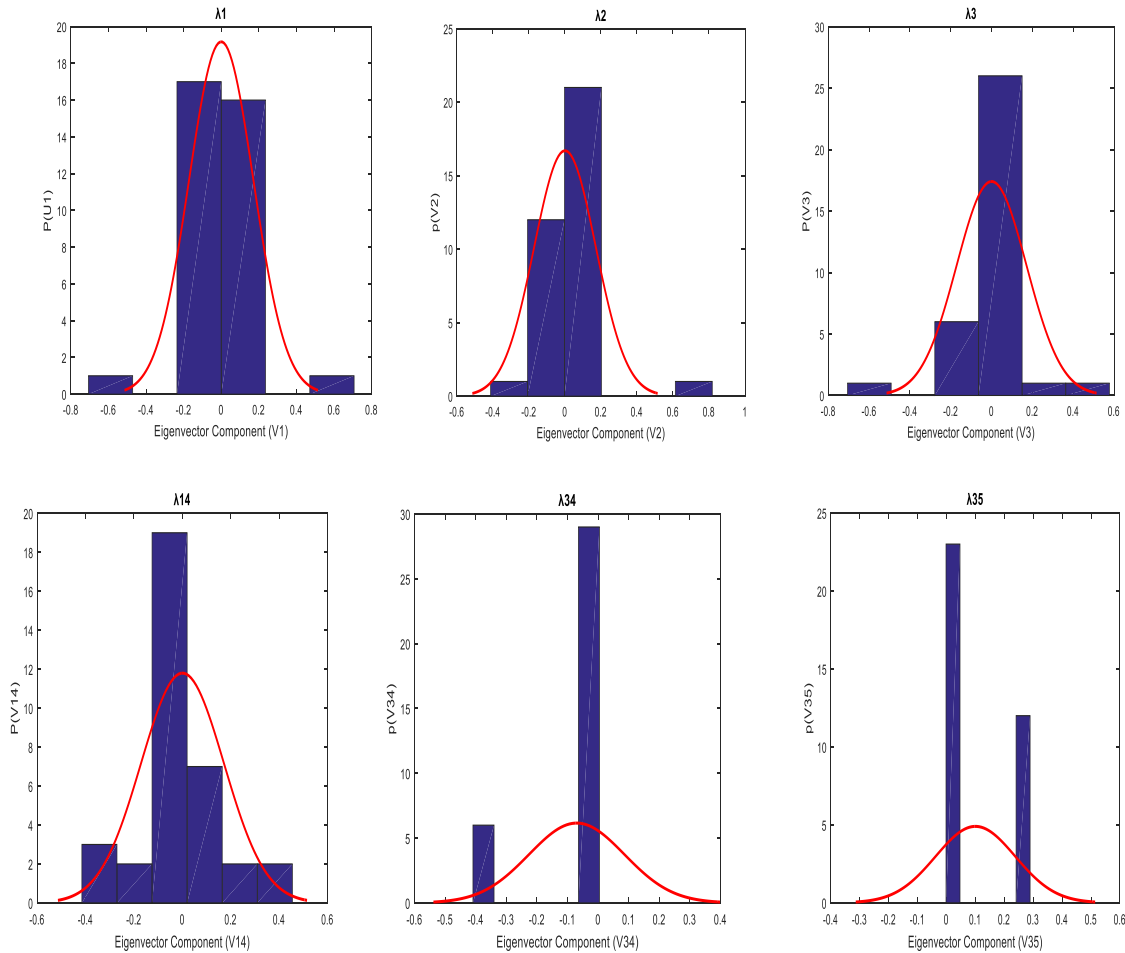 λ1
20
18
16
14
12
10
8
6
4
2
0
P(U1)
-0.8 -0.6 -0.4 -0.2 0 0.2 0.4 0.6 0.8
Eigenvector Component (V1)
λ2
25
20
15
10
5
0
p(V2)
-0.6 -0.4 -0.2 0 0.2 0.4 0.6 0.8 1
Eigenvector Component (V2)
λ3
30
25
20
15
10
5
0
P(V3)
-0.8 -0.6 -0.4 -0.2 0 0.2 0.4 0.6
Eigenvector Component (V3)
λ14
20
18
16
14
12
10
8
6
4
2
0
P(V14)
-0.6 -0.4 -0.2 0 0.2 0.4 0.6
Eigenvector Component (V14)
λ34
30
25
20
15
10
5
0
p(V34)
-0.6 -0.5 -0.4 -0.3 -0.2 -0.1 0 0.1 0.2 0.3 0.4
Eigenvector Component (V34)
λ35
25
20
15
10
5
0
p(V35)
-0.4 -0.3 -0.2 -0.1 0 0.1 0.2 0.3 0.4 0.5 0.6
Eigenvector Component (V35)